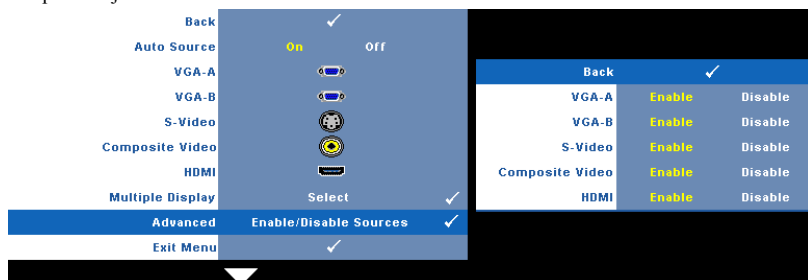 Back
Auto Source On Off
VGA-A
VGA-B
S-Video
Composite Video
HDMI
Multiple Display Select
Advanced Enable/Disable Sources
Exit Menu
Back
VGA-A Enable Disable
VGA-B Enable Disable
S-Video Enable Disable
Composite Video Enable Disable
HDMI Enable Disable